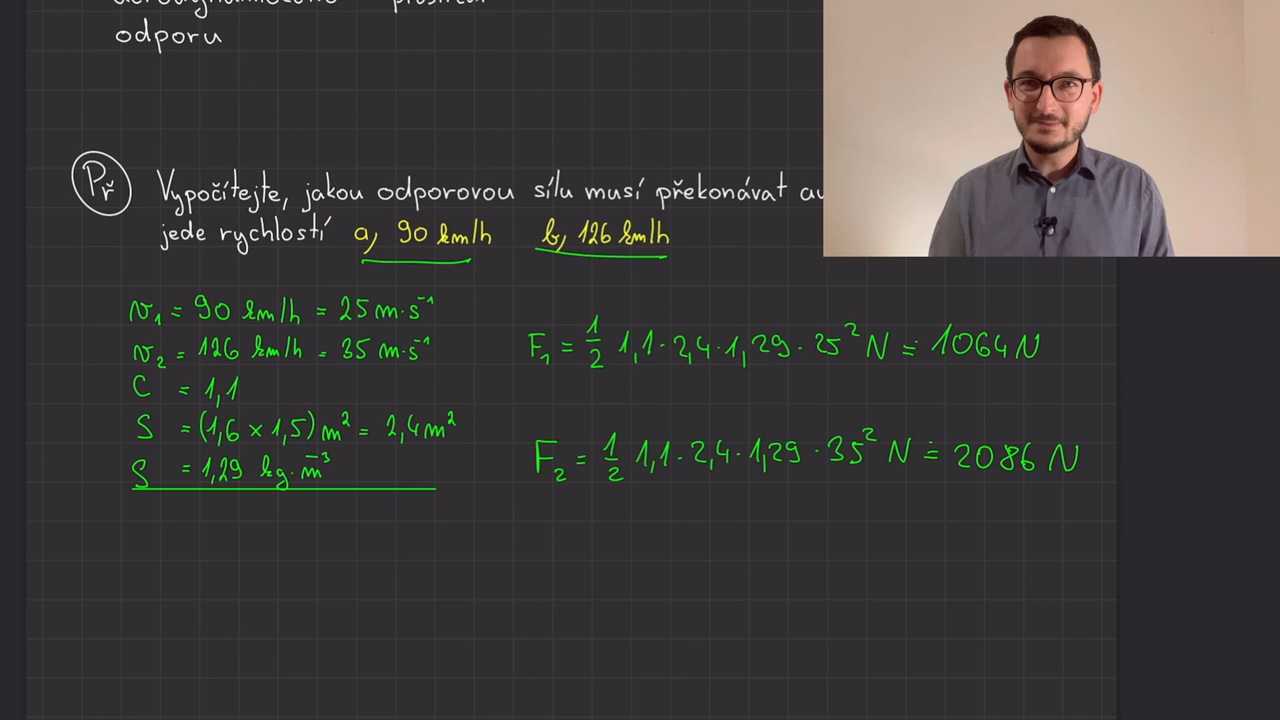 odporu
Př
Vypočítejte, jakou odporovou sílu musí překonávat
jede rychlostí a, 90 km/h b, 126 km/h
v₁ = 90 km/h = 25 m·s⁻¹
v₂ = 126 km/h = 35 m·s⁻¹
C = 1,1
S = (1,6 × 1,5) m² = 2,4 m²
ρ = 1,29 kg·m⁻³
F₁ = 1/2 1,1 · 2,4 · 1,29 · 25² N ≐ 1064 N
F₂ = 1/2 1,1 · 2,4 · 1,29 · 35² N ≐ 2086 N